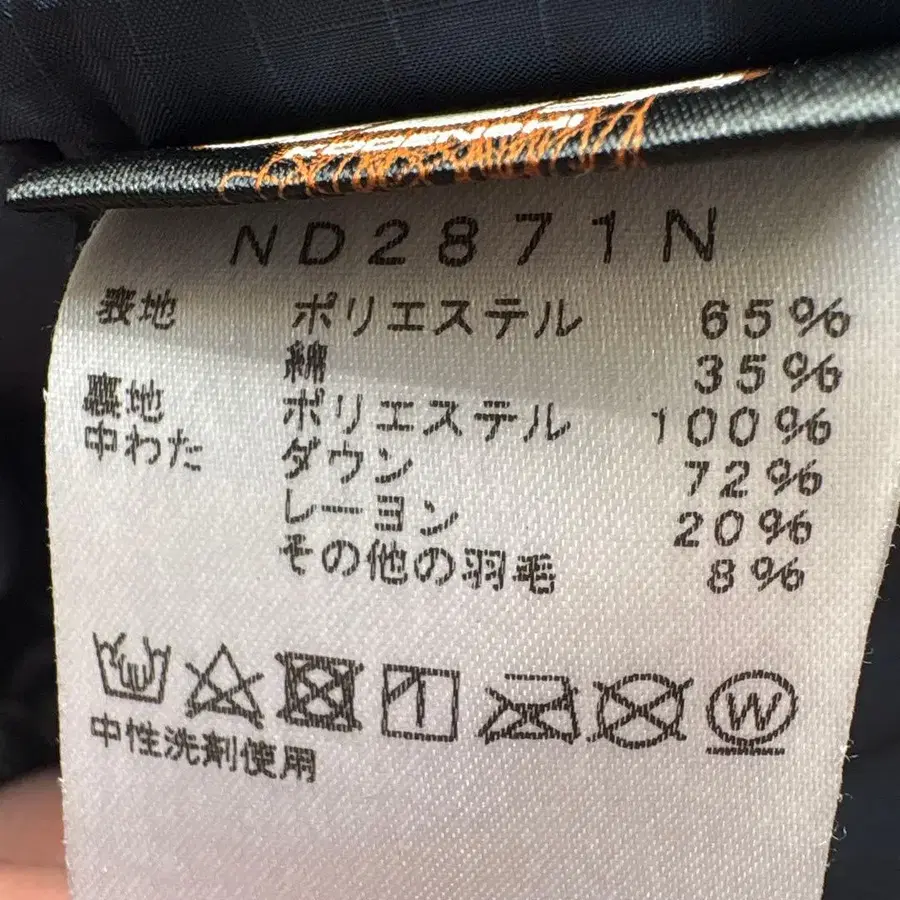 KODENSHI
ND2871N
表地 ポリエステル 65%
綿 35%
裏地 ポリエステル 100%
中わた ダウン 72%
レーヨン 20%
その他の羽毛 8%
中性洗剤使用
W